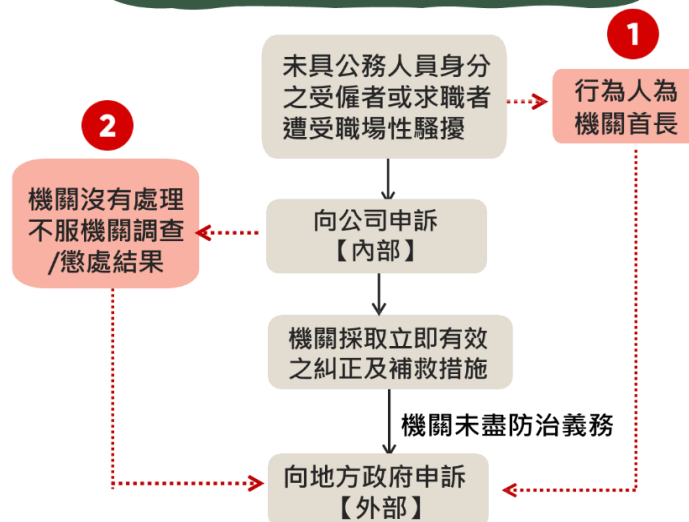 1
未具公務人員身分
之受僱者或求職者
遭受職場性騷擾
行為人為
機關首長
2
機關沒有處理
不服機關調查
/懲處結果
向公司申訴
【內部】
機關採取立即有效
之糾正及補救措施
機關未盡防治義務
向地方政府申訴
【外部】